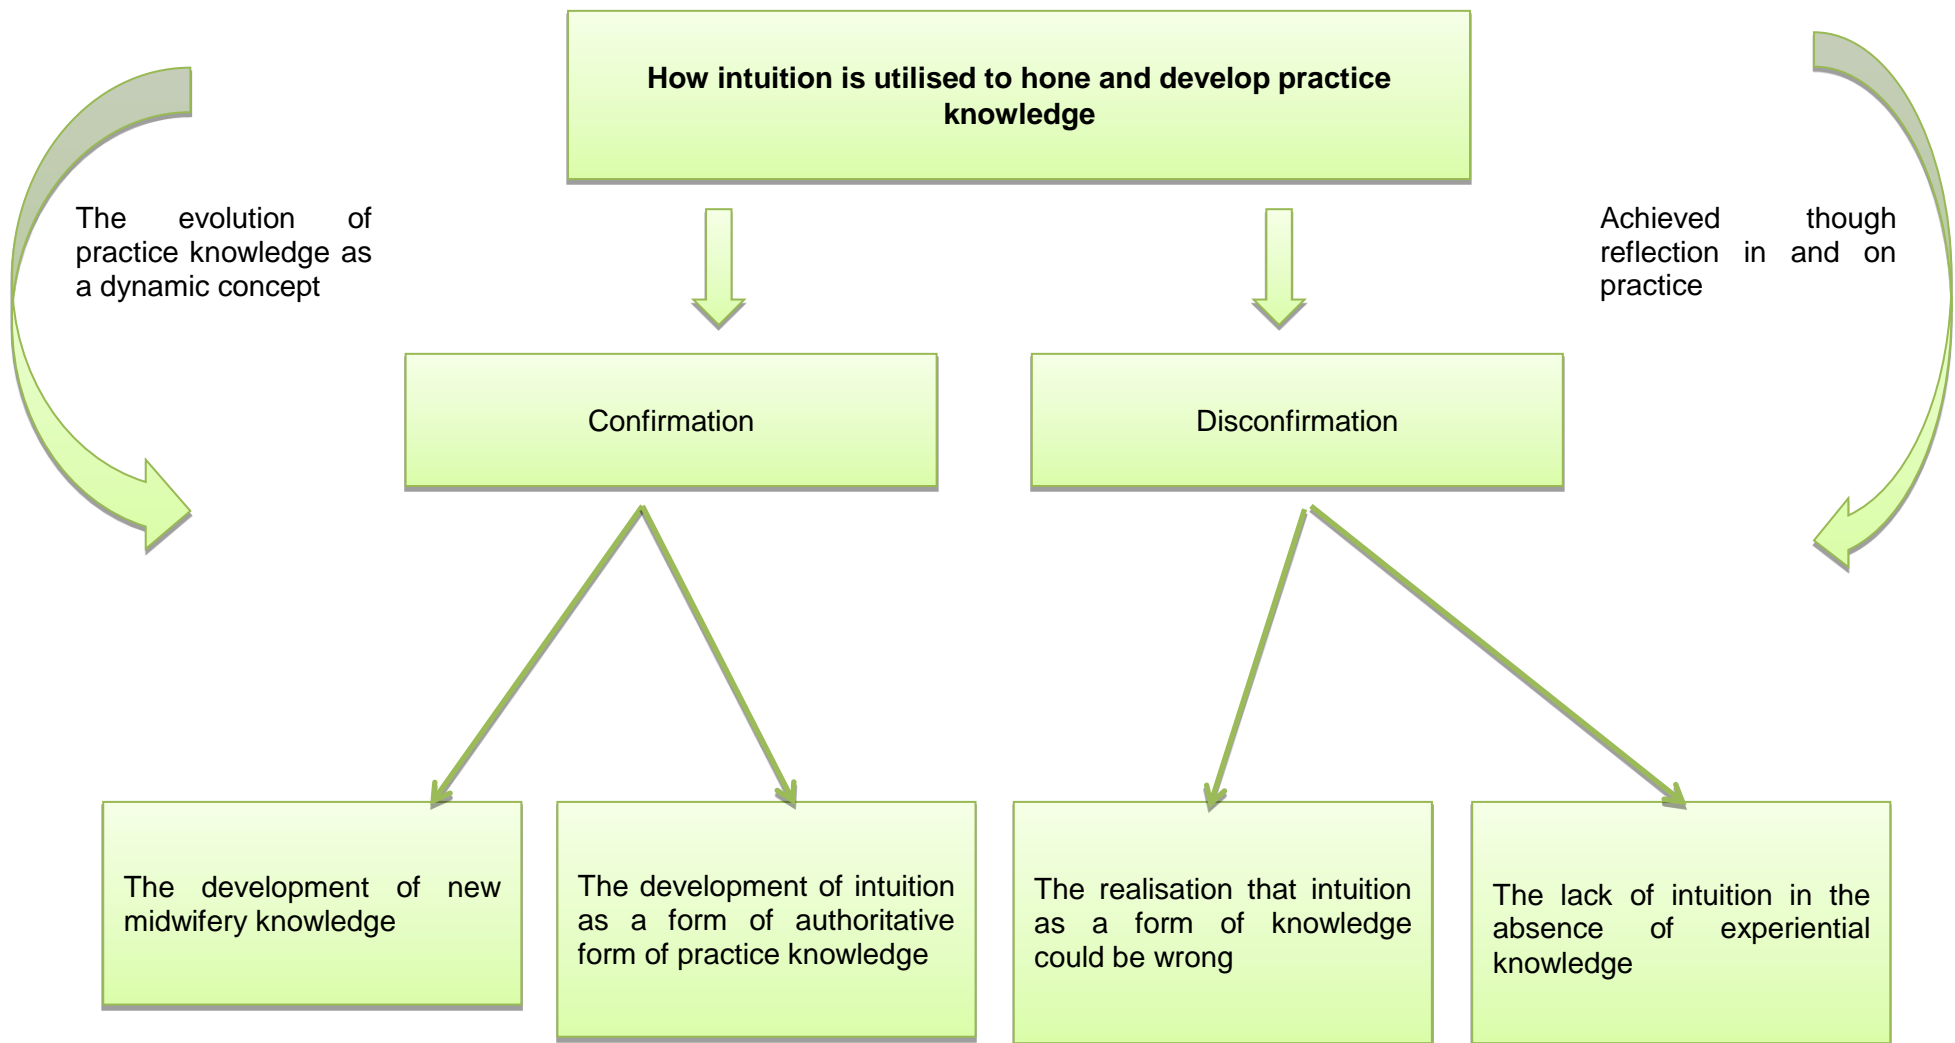 How intuition is utilised to hone and develop practice
knowledge
The evolution of
practice knowledge as
a dynamic concept
Achieved though
reflection in and on
practice
Confirmation
Disconfirmation
The development of new
midwifery knowledge
The development of intuition
as a form of authoritative
form of practice knowledge
The realisation that intuition
as a form of knowledge
could be wrong
The lack of intuition in the
absence of experiential
knowledge